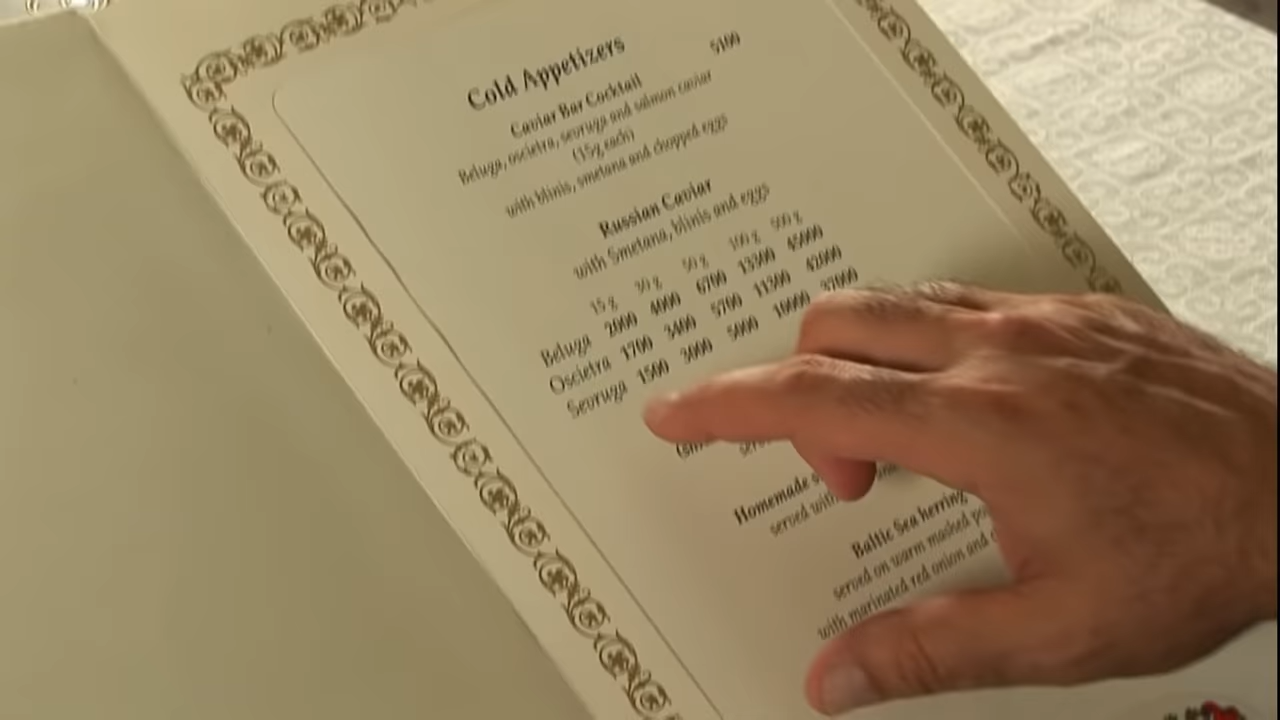 Cold Appetizers
Caviar Bar Cocktail 5100
Beluga, oscietra, sevruga and salmon caviar
(15g each)
with blinis, smetana and chopped eggs
Russian Caviar
with Smetana, blinis and eggs
15 g 30 g 50 g 100 g 500 g
Beluga 2000 4000 6700 13300 45000
Oscietra 1700 3400 5700 11300 42000
Sevruga 1500 3000 5000 10000 37000
Homemade
served with
Baltic Sea herring
served on warm mashed
with marinated red onion and